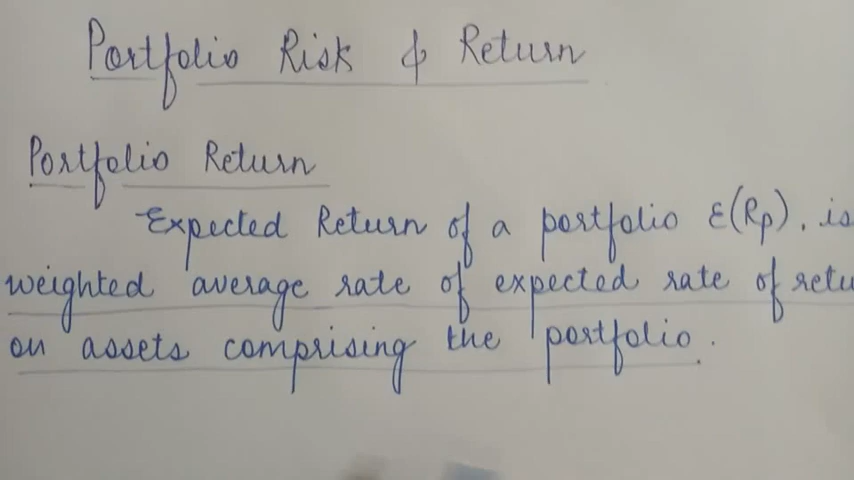 Portfolio Risk & Return
Portfolio Return
Expected Return of a portfolio E(Rp). is
weighted average rate of expected rate of retu
on assets comprising the portfolio.